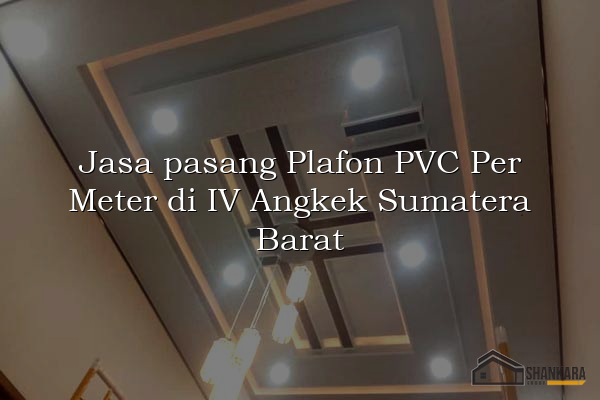 Jasa pasang Plafon PVC Per
Meter di IV Angkek Sumatera
Barat
SHANKARA